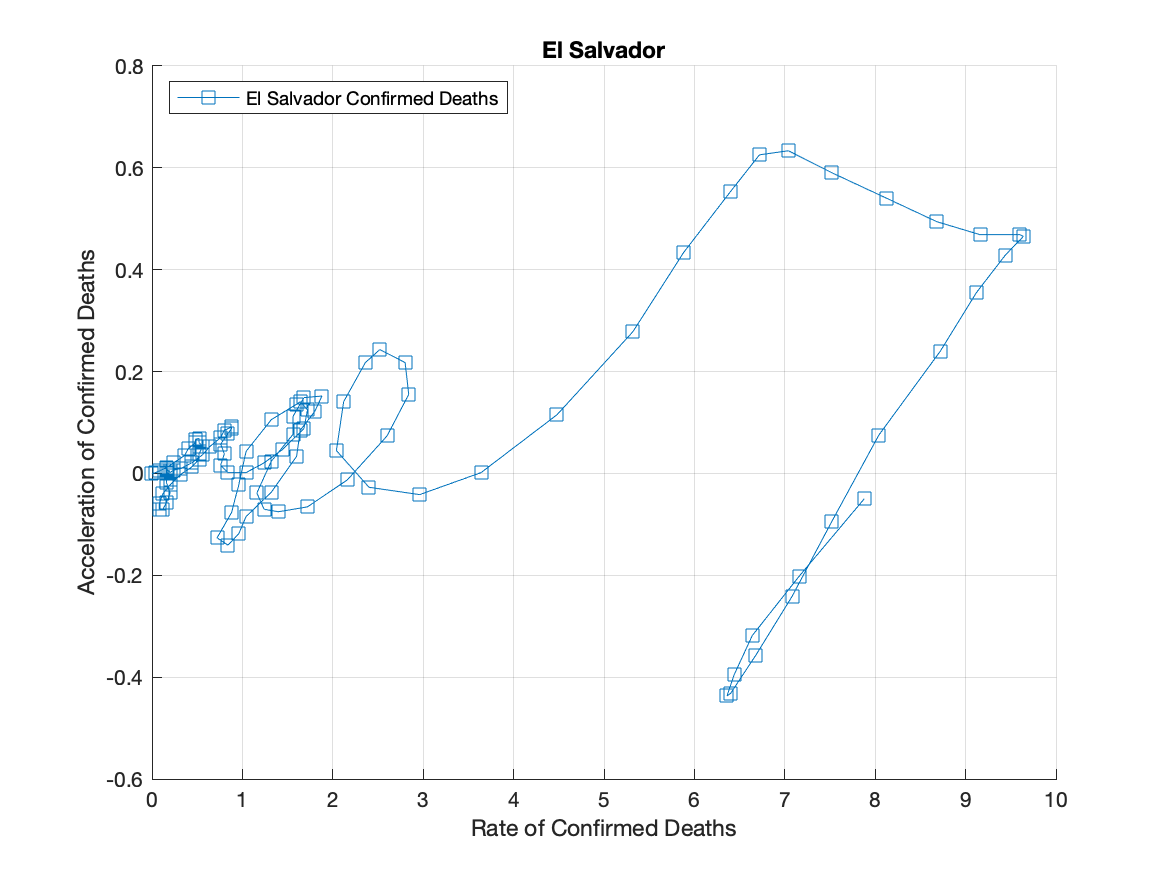 El Salvador
El Salvador Confirmed Deaths
0.8
0.6
0.4
0.2
0
-0.2
-0.4
-0.6
Acceleration of Confirmed Deaths
0 1 2 3 4 5 6 7 8 9 10
Rate of Confirmed Deaths